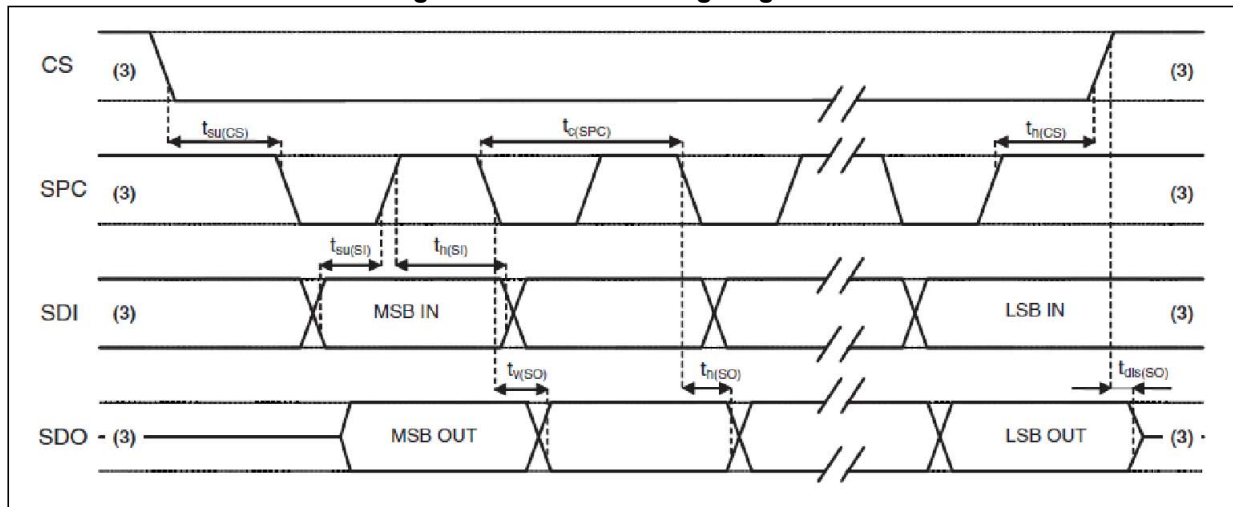 CS (3) (3)
t_su(CS) t_c(SPC) t_h(CS)
SPC (3) (3)
t_su(SI) t_h(SI)
SDI (3) MSB IN LSB IN (3)
t_v(SO) t_h(SO) t_dis(SO)
SDO (3) MSB OUT LSB OUT (3)